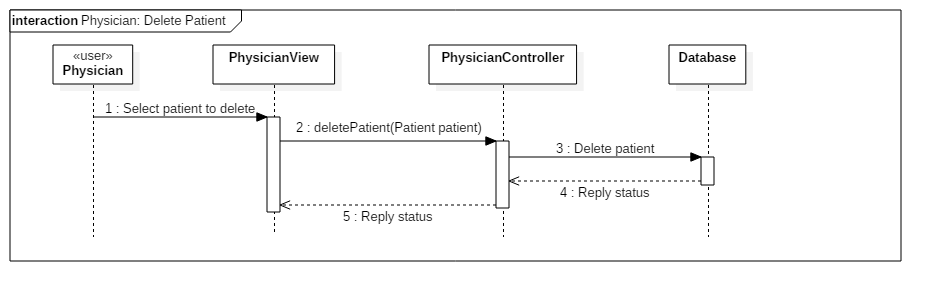 interaction Physician: Delete Patient
«user»
Physician
PhysicianView
PhysicianController
Database
1 : Select patient to delete
2 : deletePatient(Patient patient)
3 : Delete patient
4 : Reply status
5 : Reply status